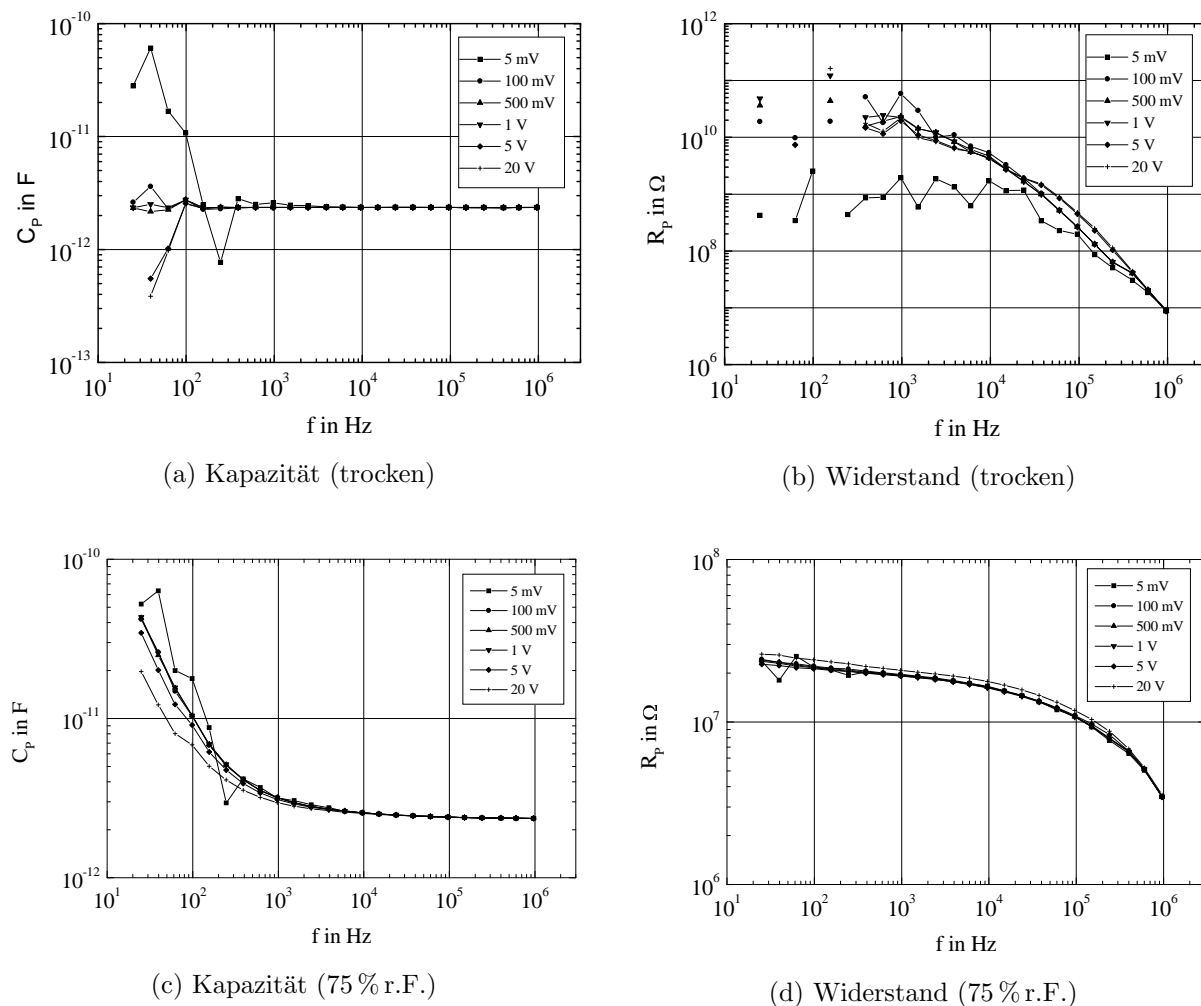 10^-10
10^-11
10^-12
10^-13
C_P in F
5 mV
100 mV
500 mV
1 V
5 V
20 V
10^1 10^2 10^3 10^4 10^5 10^6
f in Hz
(a) Kapazität (trocken)
10^12
10^10
10^8
10^6
R_P in Ω
5 mV
100 mV
500 mV
1 V
5 V
20 V
10^1 10^2 10^3 10^4 10^5 10^6
f in Hz
(b) Widerstand (trocken)
10^-10
10^-11
10^-12
C_P in F
5 mV
100 mV
500 mV
1 V
5 V
20 V
10^1 10^2 10^3 10^4 10^5 10^6
f in Hz
(c) Kapazität (75 % r.F.)
10^8
10^7
10^6
R_P in Ω
5 mV
100 mV
500 mV
1 V
5 V
20 V
10^1 10^2 10^3 10^4 10^5 10^6
f in Hz
(d) Widerstand (75 % r.F.)